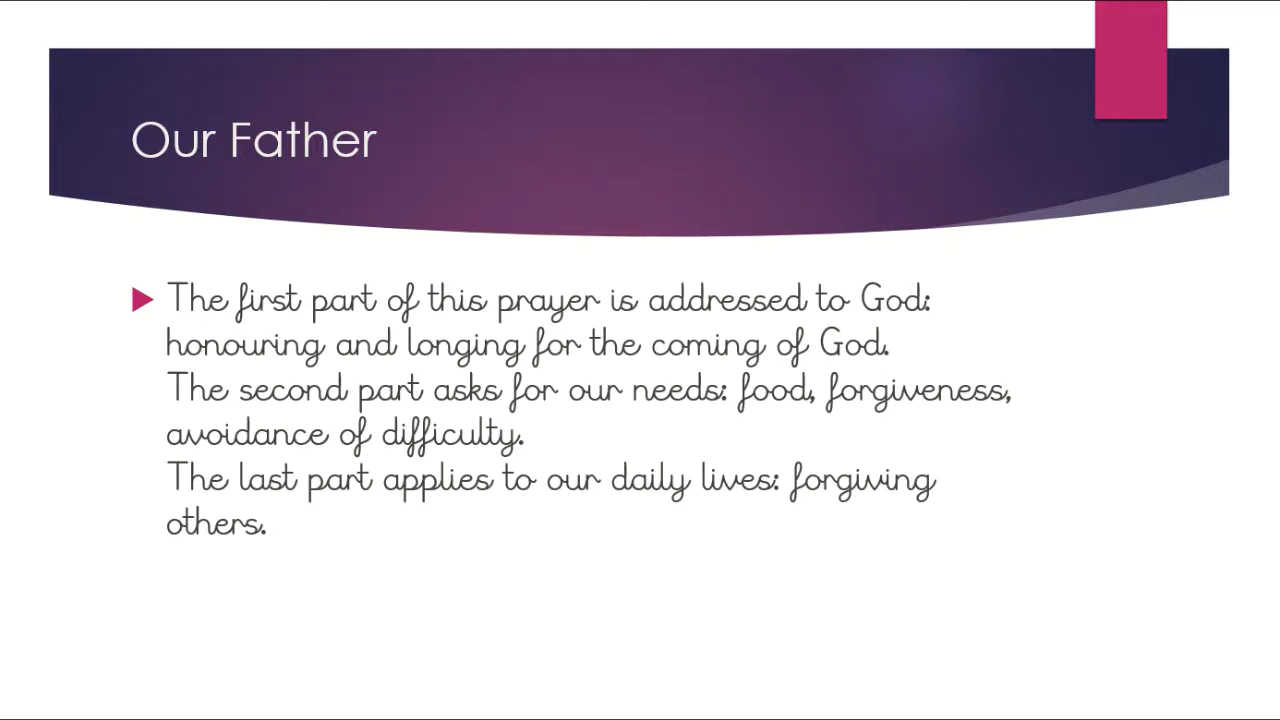 Our Father
The first part of this prayer is addressed to God:
honouring and longing for the coming of God.
The second part asks for our needs: food, forgiveness,
avoidance of difficulty.
The last part applies to our daily lives: forgiving
others.